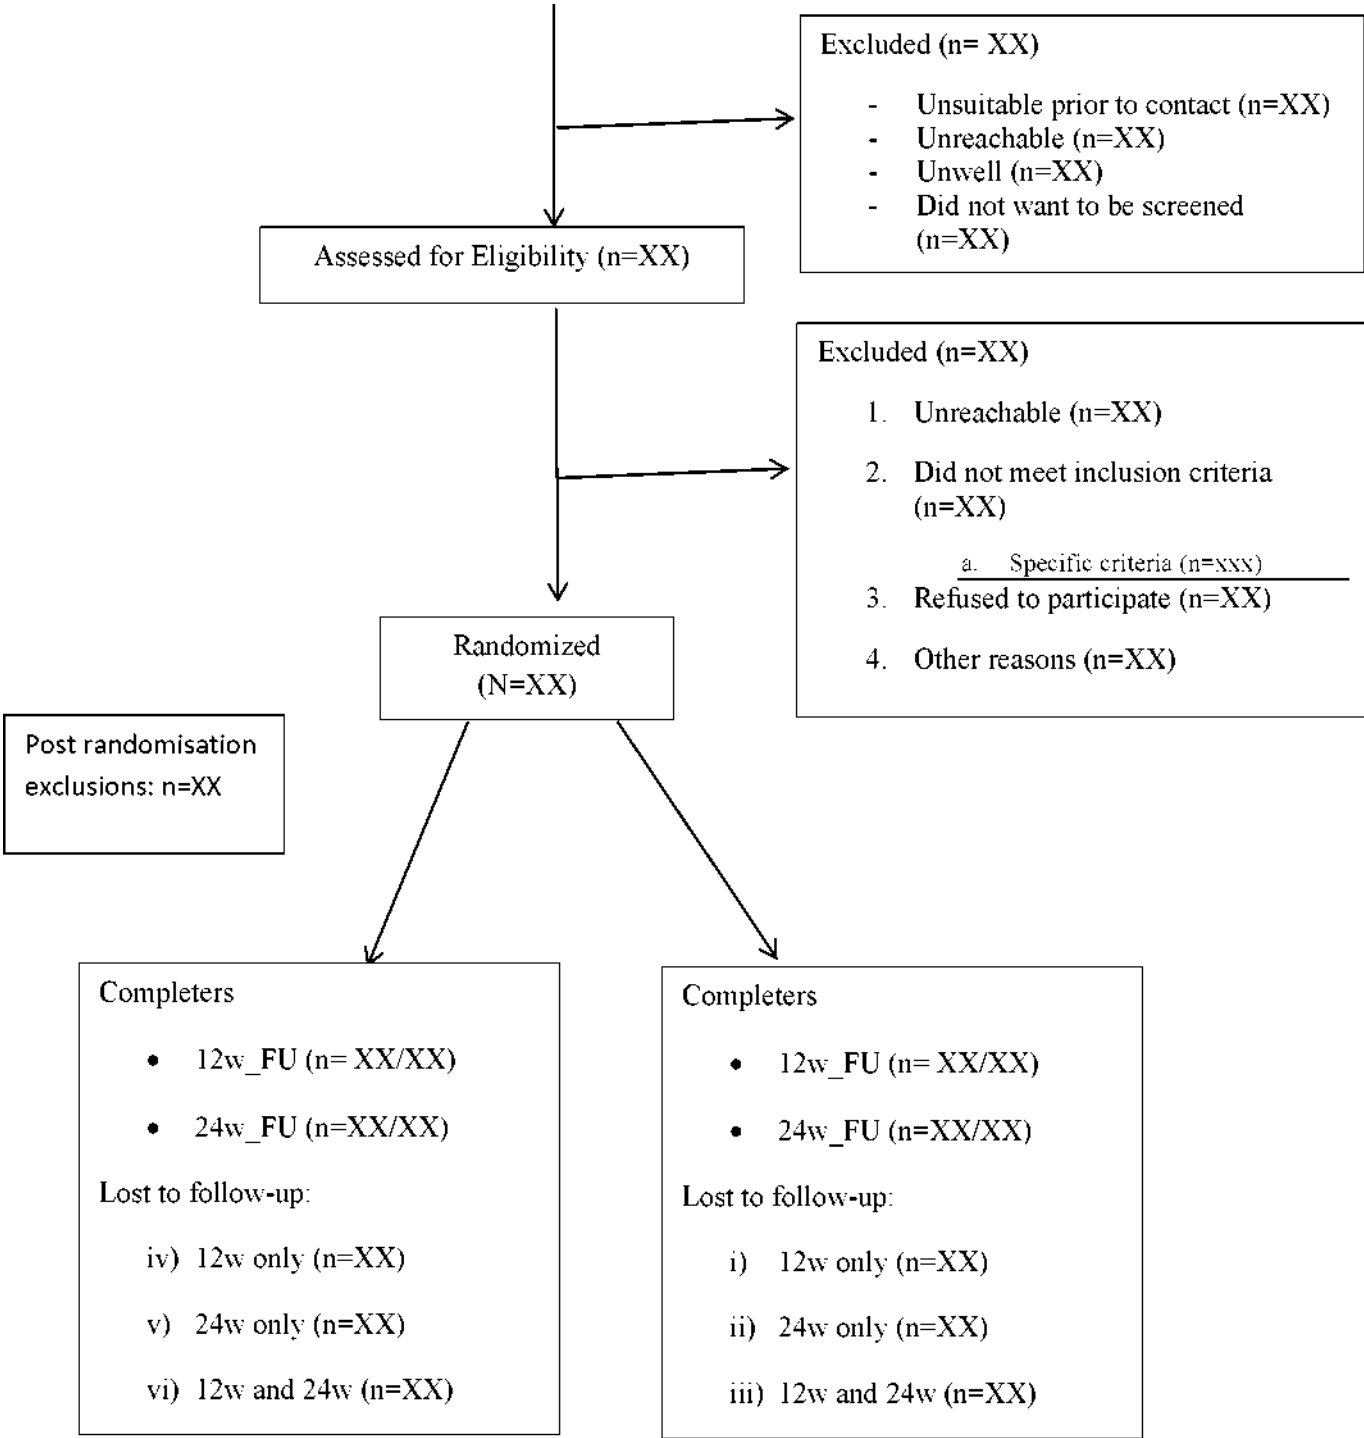 Excluded (n= XX)
- Unsuitable prior to contact (n=XX)
- Unreachable (n=XX)
- Unwell (n=XX)
- Did not want to be screened
(n=XX)
Assessed for Eligibility (n=XX)
Excluded (n=XX)
1. Unreachable (n=XX)
2. Did not meet inclusion criteria
(n=XX)
a. Specific criteria (n=xxx)
3. Refused to participate (n=XX)
4. Other reasons (n=XX)
Randomized
(N=XX)
Post randomisation
exclusions: n=XX
Completers
• 12w_FU (n= XX/XX)
• 24w_FU (n=XX/XX)
Lost to follow-up:
iv) 12w only (n=XX)
v) 24w only (n=XX)
vi) 12w and 24w (n=XX)
Completers
• 12w_FU (n= XX/XX)
• 24w_FU (n=XX/XX)
Lost to follow-up:
i) 12w only (n=XX)
ii) 24w only (n=XX)
iii) 12w and 24w (n=XX)